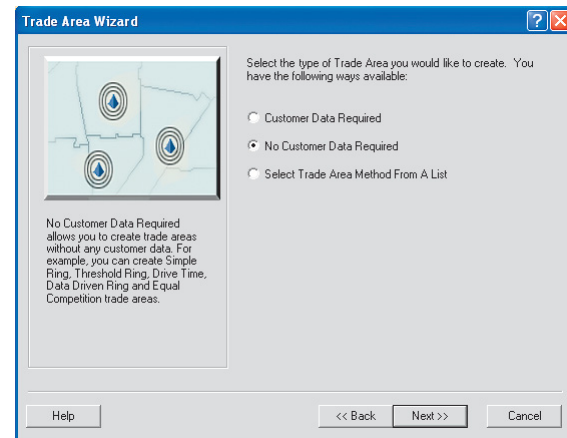 Trade Area Wizard
Select the type of Trade Area you would like to create. You
have the following ways available:
Customer Data Required
No Customer Data Required
Select Trade Area Method From A List
No Customer Data Required
allows you to create trade areas
without any customer data. For
example, you can create Simple
Ring, Threshold Ring, Drive Time,
Data Driven Ring and Equal
Competition trade areas.
Help
<< Back
Next >>
Cancel